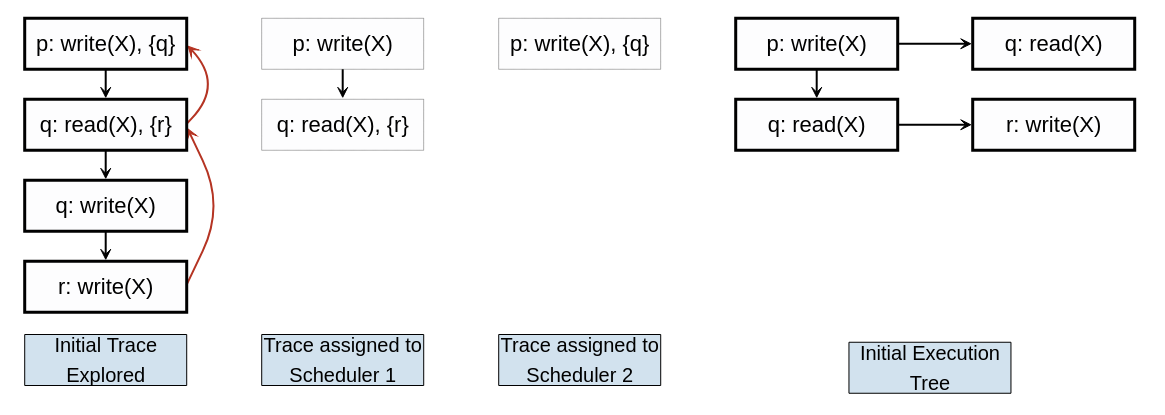 p: write(X), {q}
q: read(X), {r}
q: write(X)
r: write(X)
Initial Trace
Explored
p: write(X)
q: read(X), {r}
Trace assigned to
Scheduler 1
p: write(X), {q}
Trace assigned to
Scheduler 2
p: write(X)
q: read(X)
q: read(X)
r: write(X)
Initial Execution
Tree